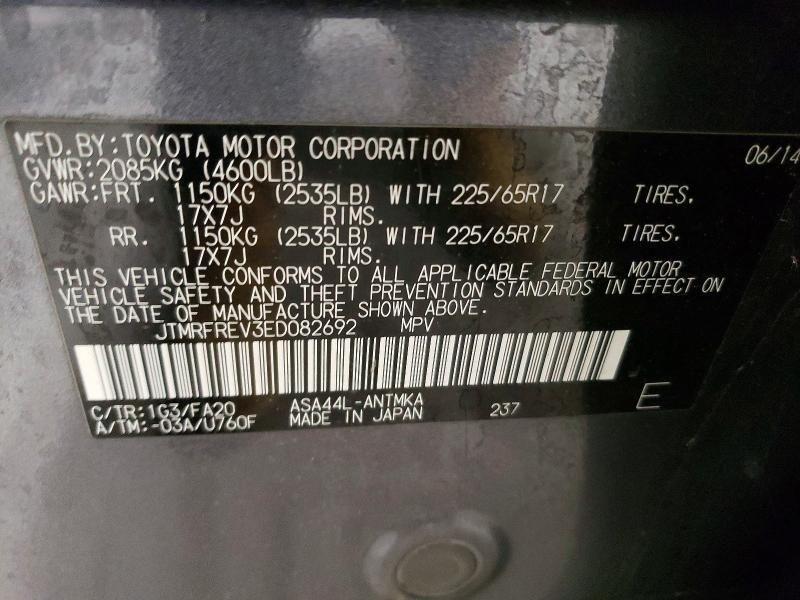 MFD.BY:TOYOTA MOTOR CORPORATION 06/14
GVWR:2085KG (4600LB)
GAWR:FRT. 1150KG (2535LB) WITH 225/65R17 TIRES.
17X7J RIMS.
RR. 1150KG (2535LB) WITH 225/65R17 TIRES.
17X7J RIMS.
THIS VEHICLE CONFORMS TO ALL APPLICABLE FEDERAL MOTOR
VEHICLE SAFETY AND THEFT PREVENTION STANDARDS IN EFFECT ON
THE DATE OF MANUFACTURE SHOWN ABOVE.
JTMRFREV3ED082692 MPV
C/TR:1G3/FA20 ASA44L-ANTMKA 237 E
A/TM:-03A/U760F MADE IN JAPAN